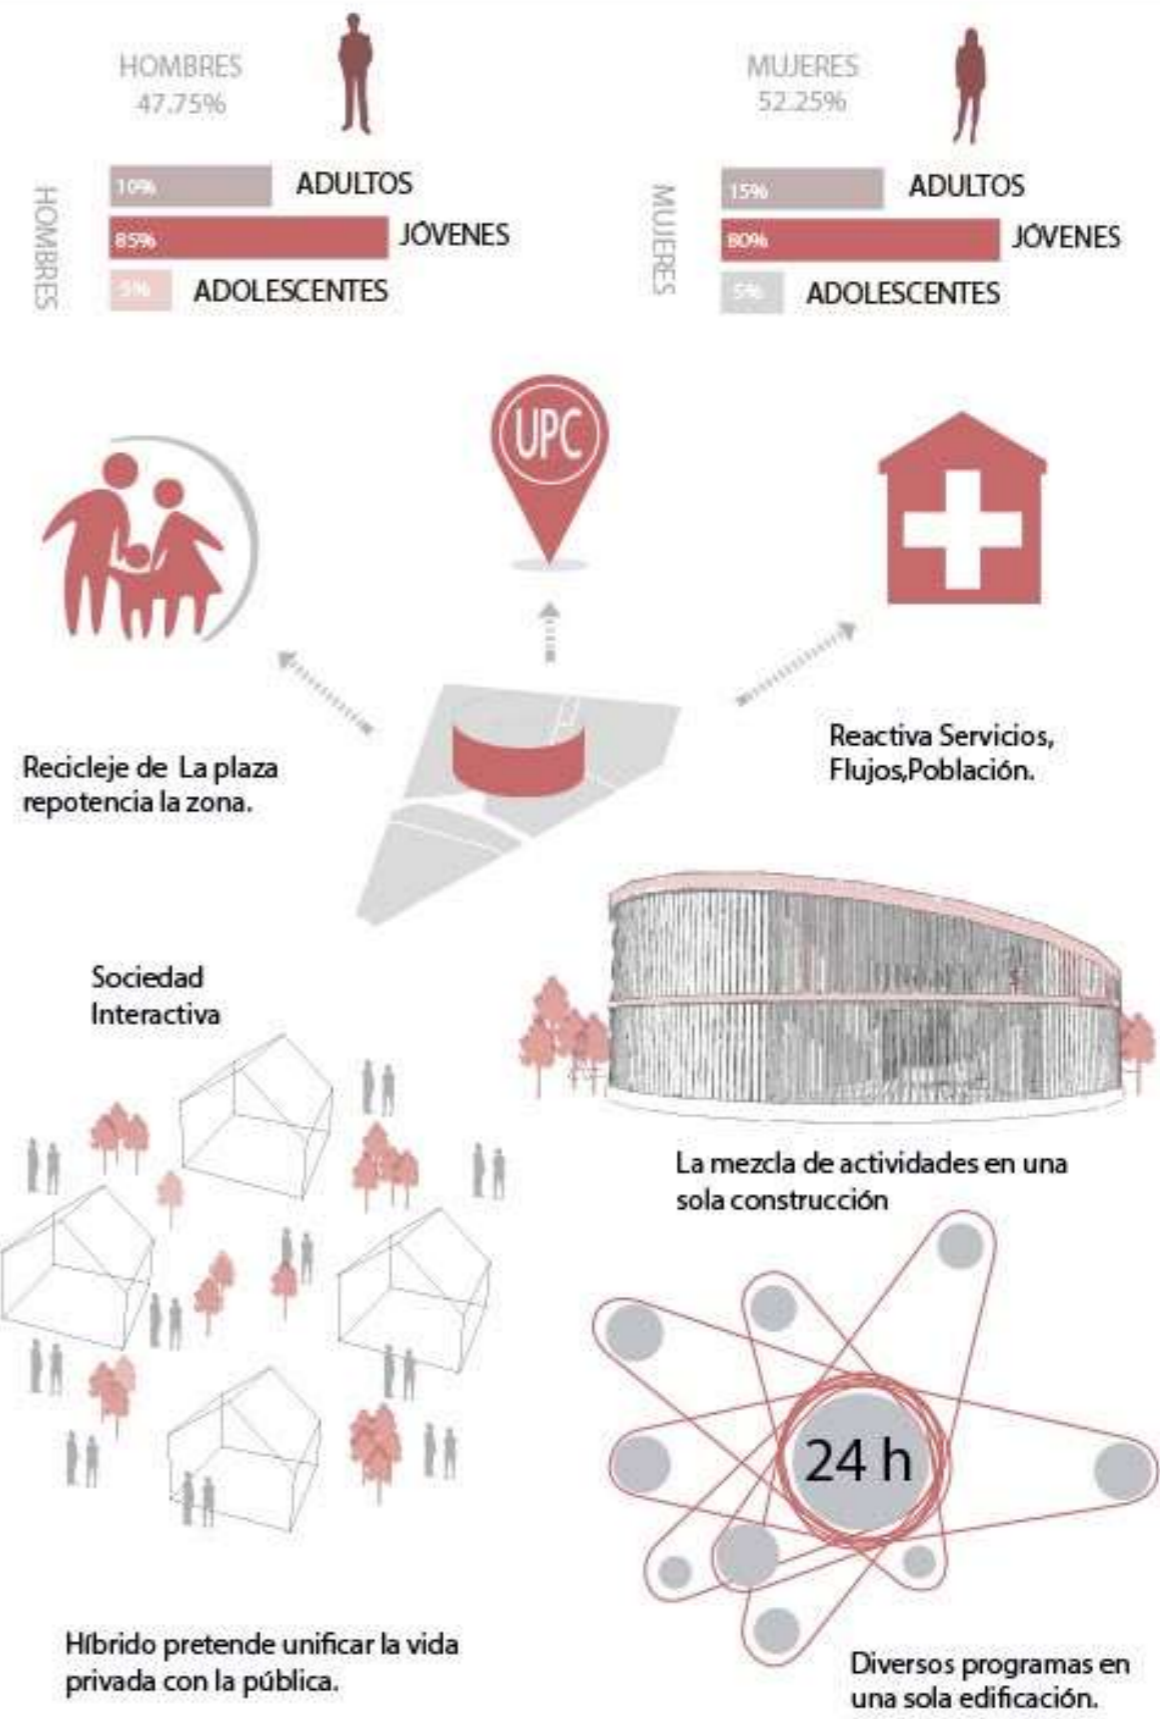 HOMBRES
47.75%
MUJERES
52.25%
HOMBRES
10% ADULTOS
85% JÓVENES
5% ADOLESCENTES
MUJERES
15% ADULTOS
80% JÓVENES
5% ADOLESCENTES
UPC
Recicleje de La plaza
repotencia la zona.
Reactiva Servicios,
Flujos,Población.
Sociedad
Interactiva
La mezcla de actividades en una
sola construcción
24 h
Híbrido pretende unificar la vida
privada con la pública.
Diversos programas en
una sola edificación.